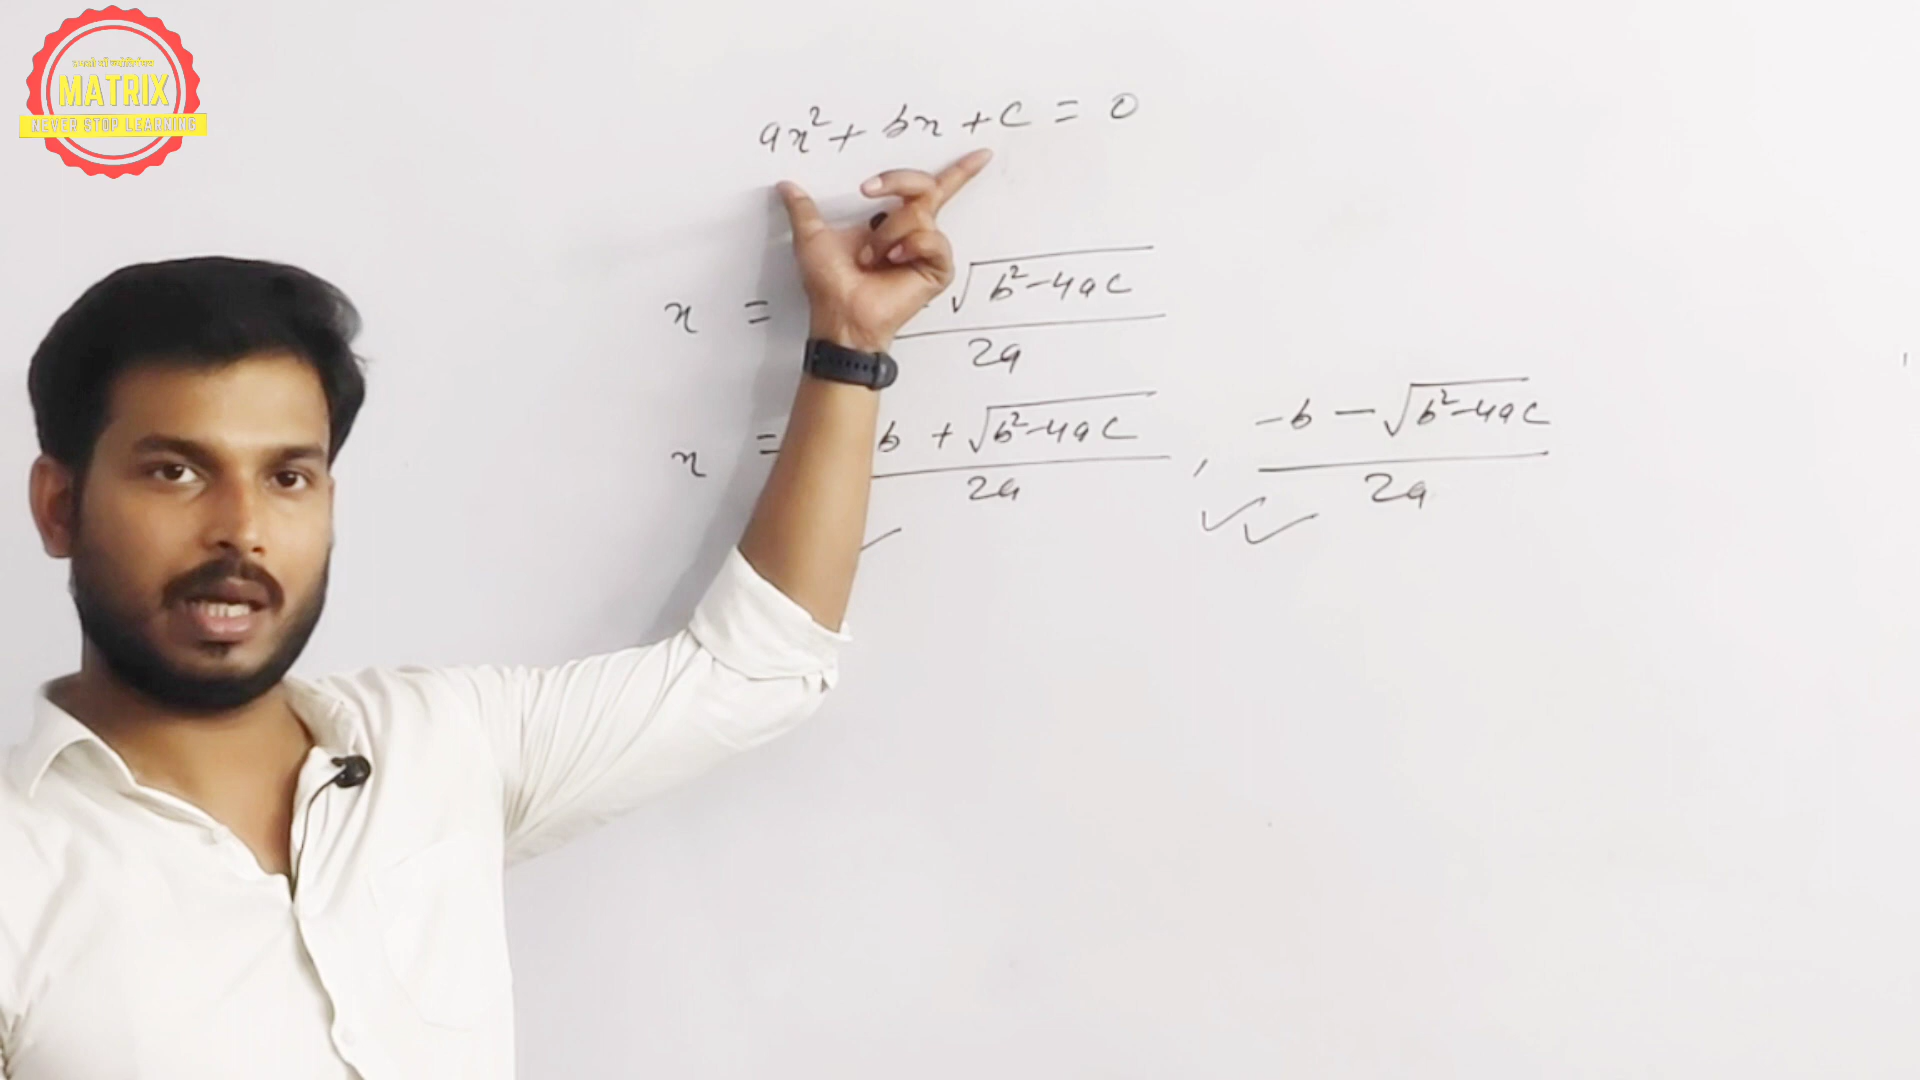 MATRIX
NEVER STOP LEARNING
ax² + bx + c = 0
x = √b²-4ac
2a
x = b + √b²-4ac , -b - √b²-4ac
2a 2a